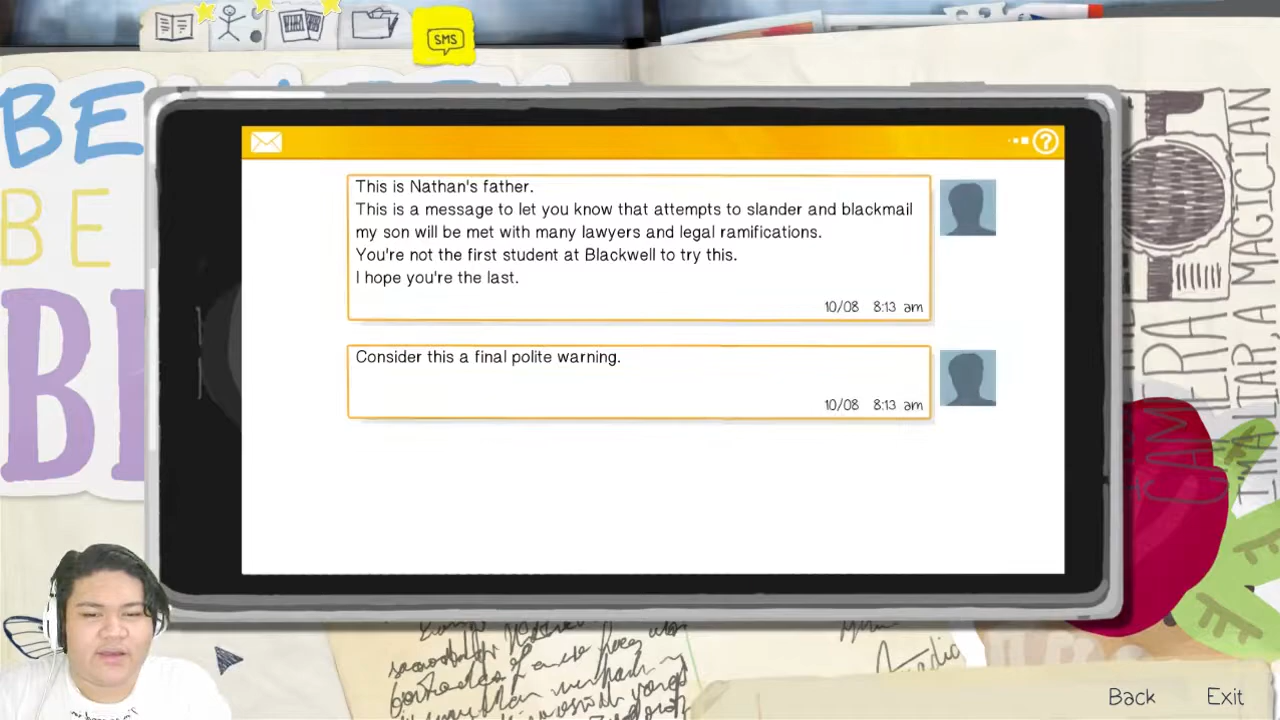 SMS
BE
BE
B
?
This is Nathan's father.
This is a message to let you know that attempts to slander and blackmail
my son will be met with many lawyers and legal ramifications.
You're not the first student at Blackwell to try this.
I hope you're the last.
10/08 8:13 am
Consider this a final polite warning.
10/08 8:13 am
CAMERA
MAGICIAN
Back
Exit